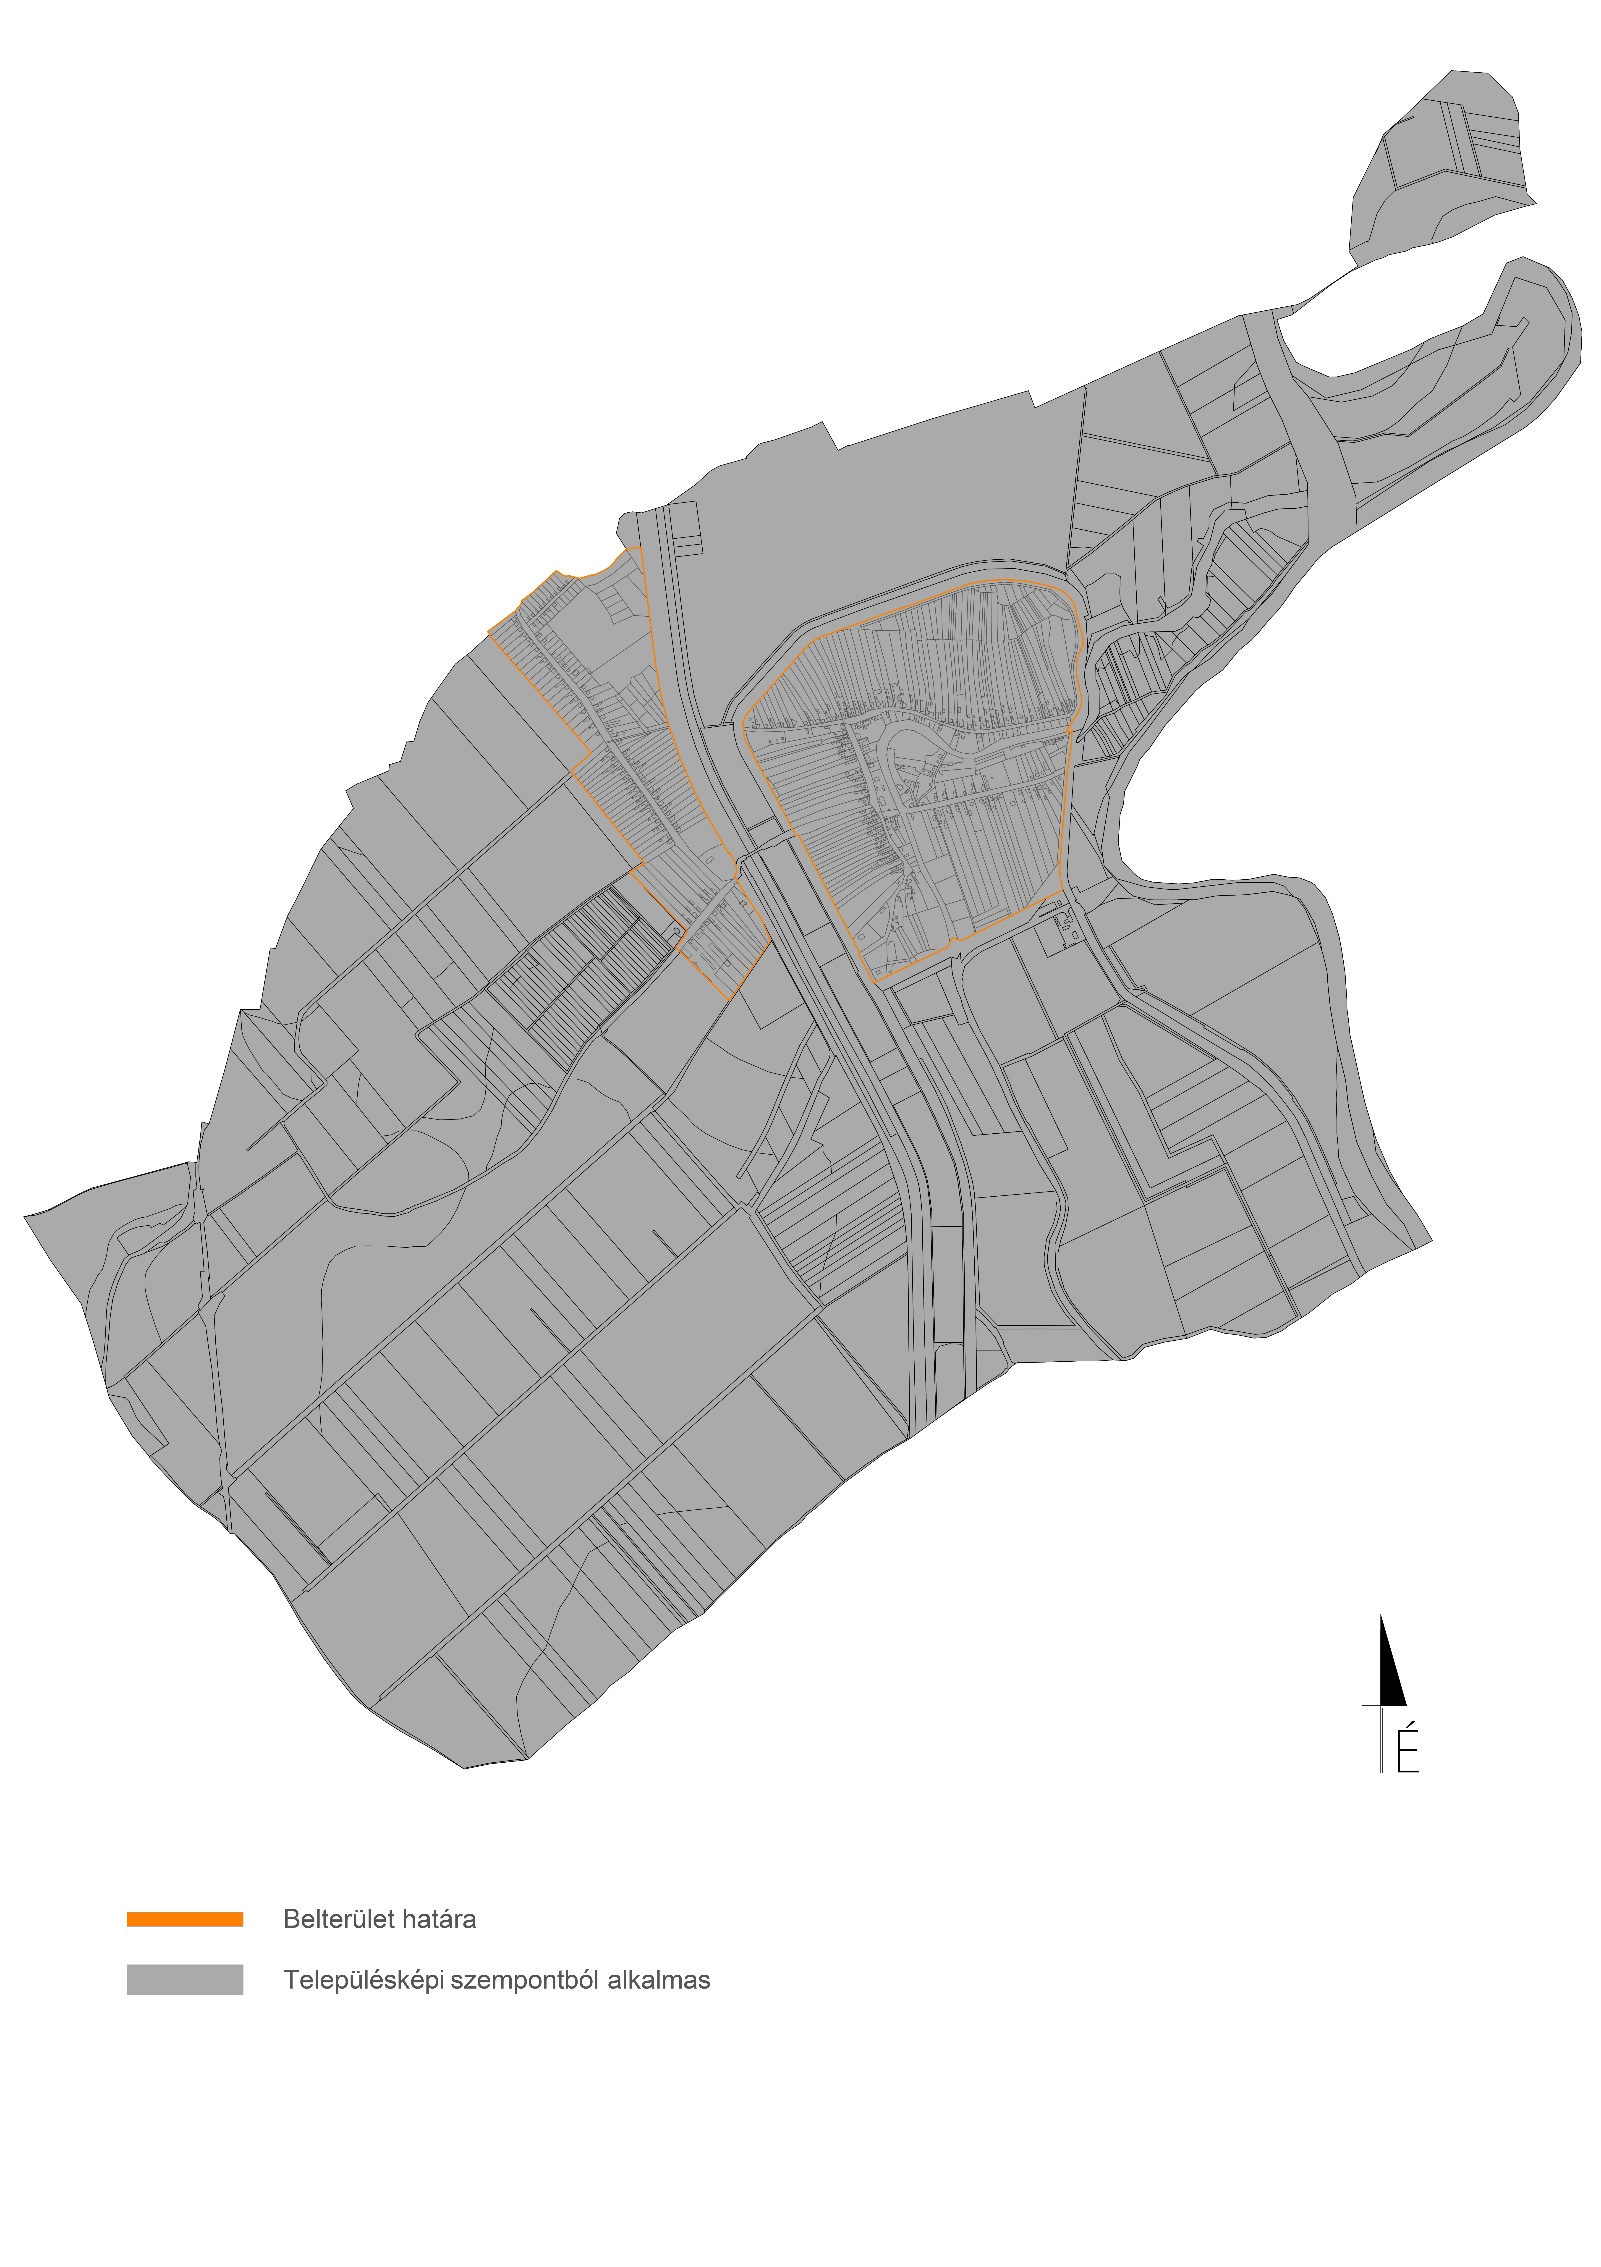 É
Belterület határa
Településképi szempontból alkalmas